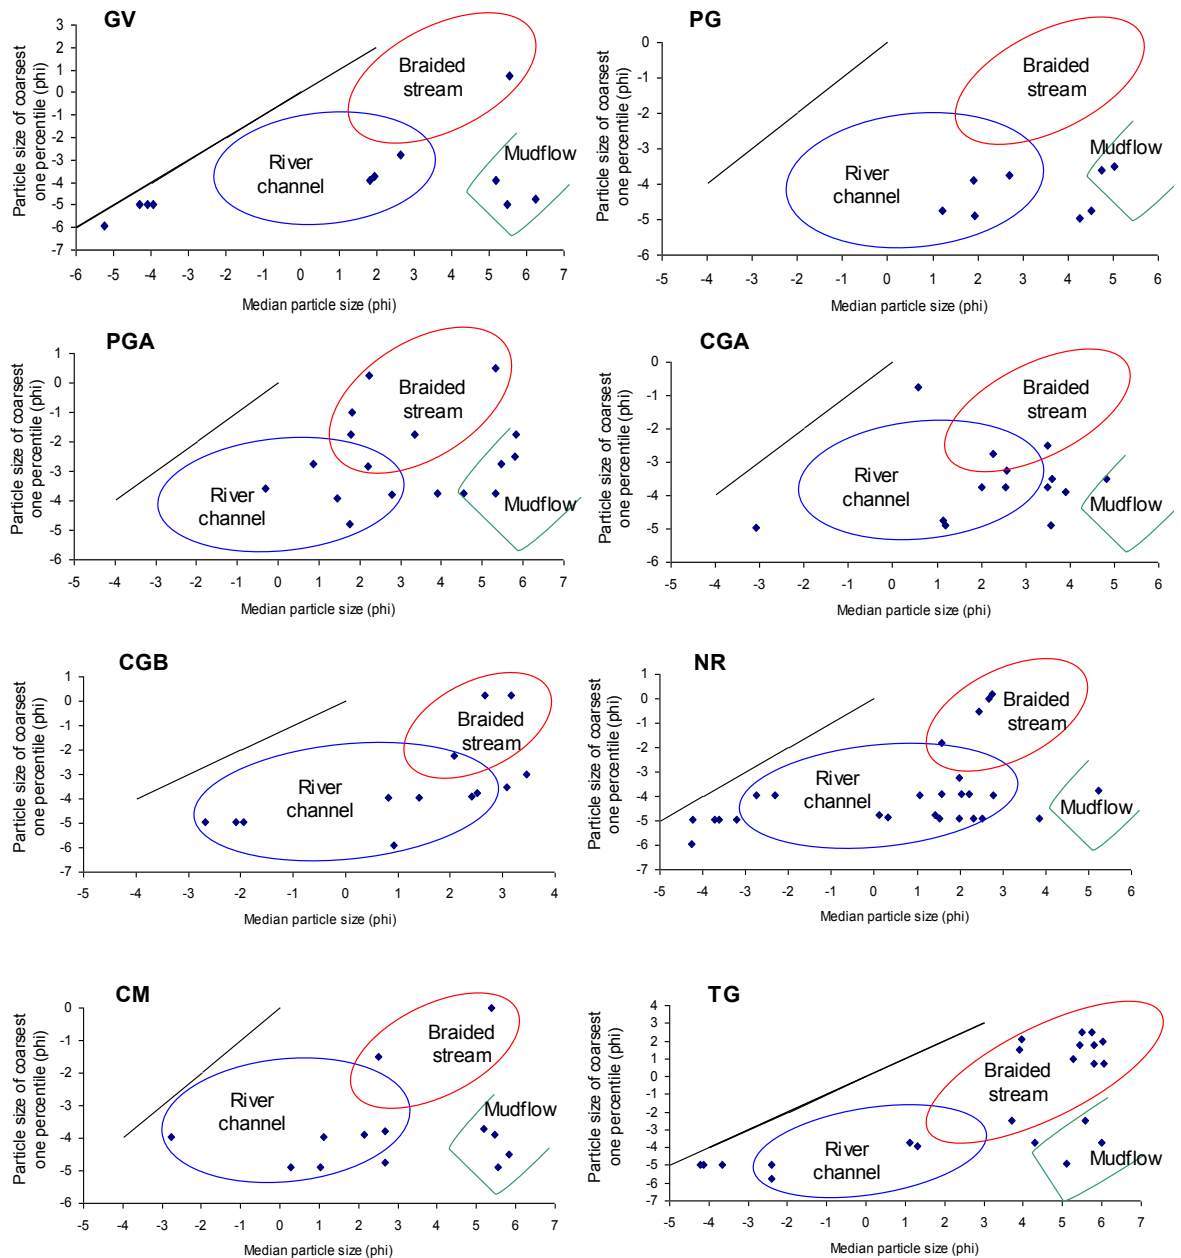 GV
Particle size of coarsest
one percentile (phi)
3
2
1
0
-1
-2
-3
-4
-5
-6
-7
Braided
stream
River
channel
Mudflow
-6 -5 -4 -3 -2 -1 0 1 2 3 4 5 6 7
Median particle size (phi)
PG
Particle size of coarsest
one percentile (phi)
0
-1
-2
-3
-4
-5
-6
Braided
stream
River
channel
Mudflow
-5 -4 -3 -2 -1 0 1 2 3 4 5 6
Median particle size (phi)
PGA
Particle size of coarsest
one percentile (phi)
1
0
-1
-2
-3
-4
-5
-6
Braided
stream
River
channel
Mudflow
-5 -4 -3 -2 -1 0 1 2 3 4 5 6 7
Median particle size (phi)
CGA
Particle size of coarsest
one percentile (phi)
0
-1
-2
-3
-4
-5
-6
Braided
stream
River
channel
Mudflow
-5 -4 -3 -2 -1 0 1 2 3 4 5 6
Median particle size (phi)
CGB
Particle size of coarsest
one percentile (phi)
1
0
-1
-2
-3
-4
-5
-6
-7
Braided
stream
River
channel
-5 -4 -3 -2 -1 0 1 2 3 4
Median particle size (phi)
NR
Particle size of coarsest
one percentile (phi)
1
0
-1
-2
-3
-4
-5
-6
-7
Braided
stream
River
channel
Mudflow
-5 -4 -3 -2 -1 0 1 2 3 4 5 6
Median particle size (phi)
CM
Particle size of coarsest
one percentile (phi)
0
-1
-2
-3
-4
-5
-6
Braided
stream
River
channel
Mudflow
-5 -4 -3 -2 -1 0 1 2 3 4 5 6 7
Median particle size (phi)
TG
Particle size of coarsest
one percentile (phi)
4
3
2
1
0
-1
-2
-3
-4
-5
-6
-7
Braided
stream
River
channel
Mudflow
-5 -4 -3 -2 -1 0 1 2 3 4 5 6 7
Median particle size (phi)